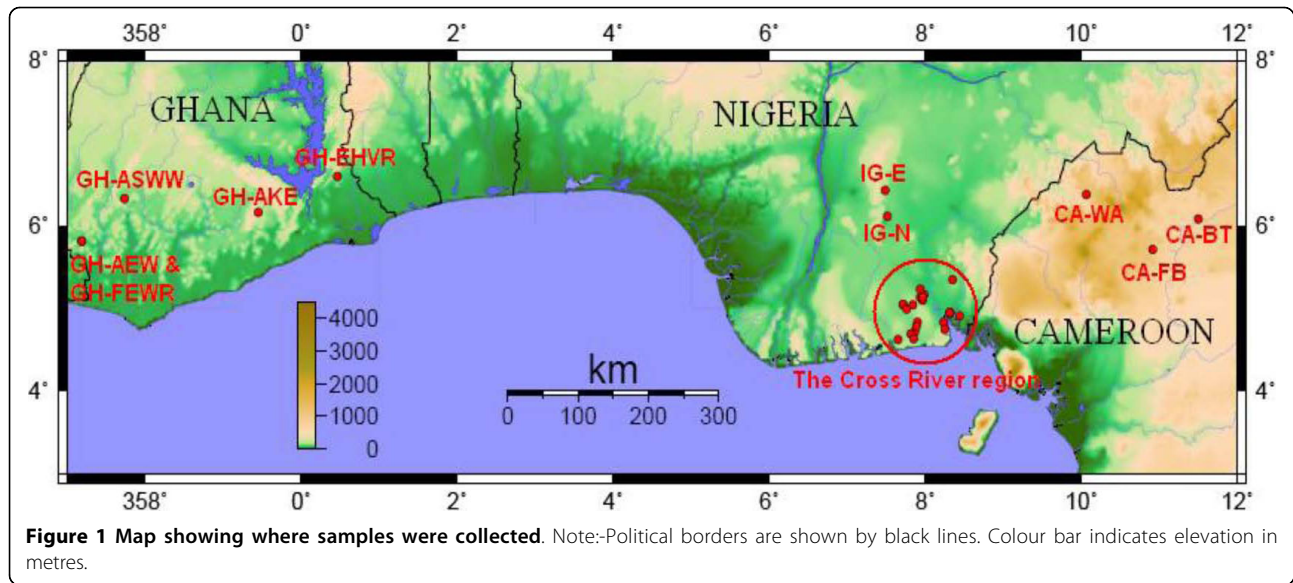 358° 0° 2° 4° 6° 8° 10° 12°
8° 8°
GHANA NIGERIA
GH-EHVR
GH-ASWW GH-AKE IG-E CA-WA
6° IG-N CA-BT 6°
GH-AEW & CA-FB
GH-FEWR
4000 CAMEROON
3000 km The Cross River region
4° 2000 0 100 200 300 4°
1000
0
358° 0° 2° 4° 6° 8° 10° 12°
Figure 1 Map showing where samples were collected. Note:-Political borders are shown by black lines. Colour bar indicates elevation in
metres.